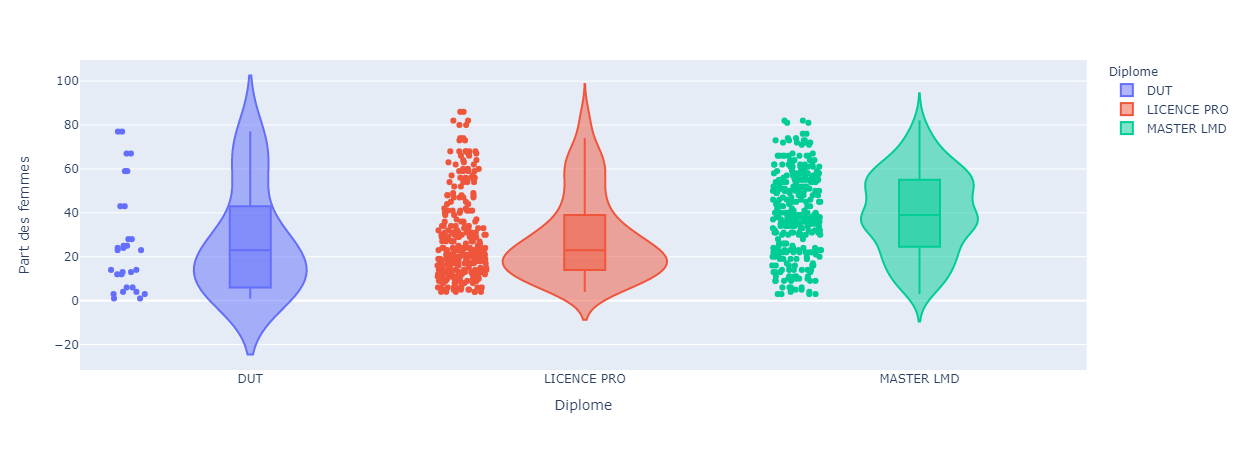 Diplome
DUT
LICENCE PRO
MASTER LMD
100
80
60
40
20
0
−20
Part des femmes
DUT
LICENCE PRO
MASTER LMD
Diplome